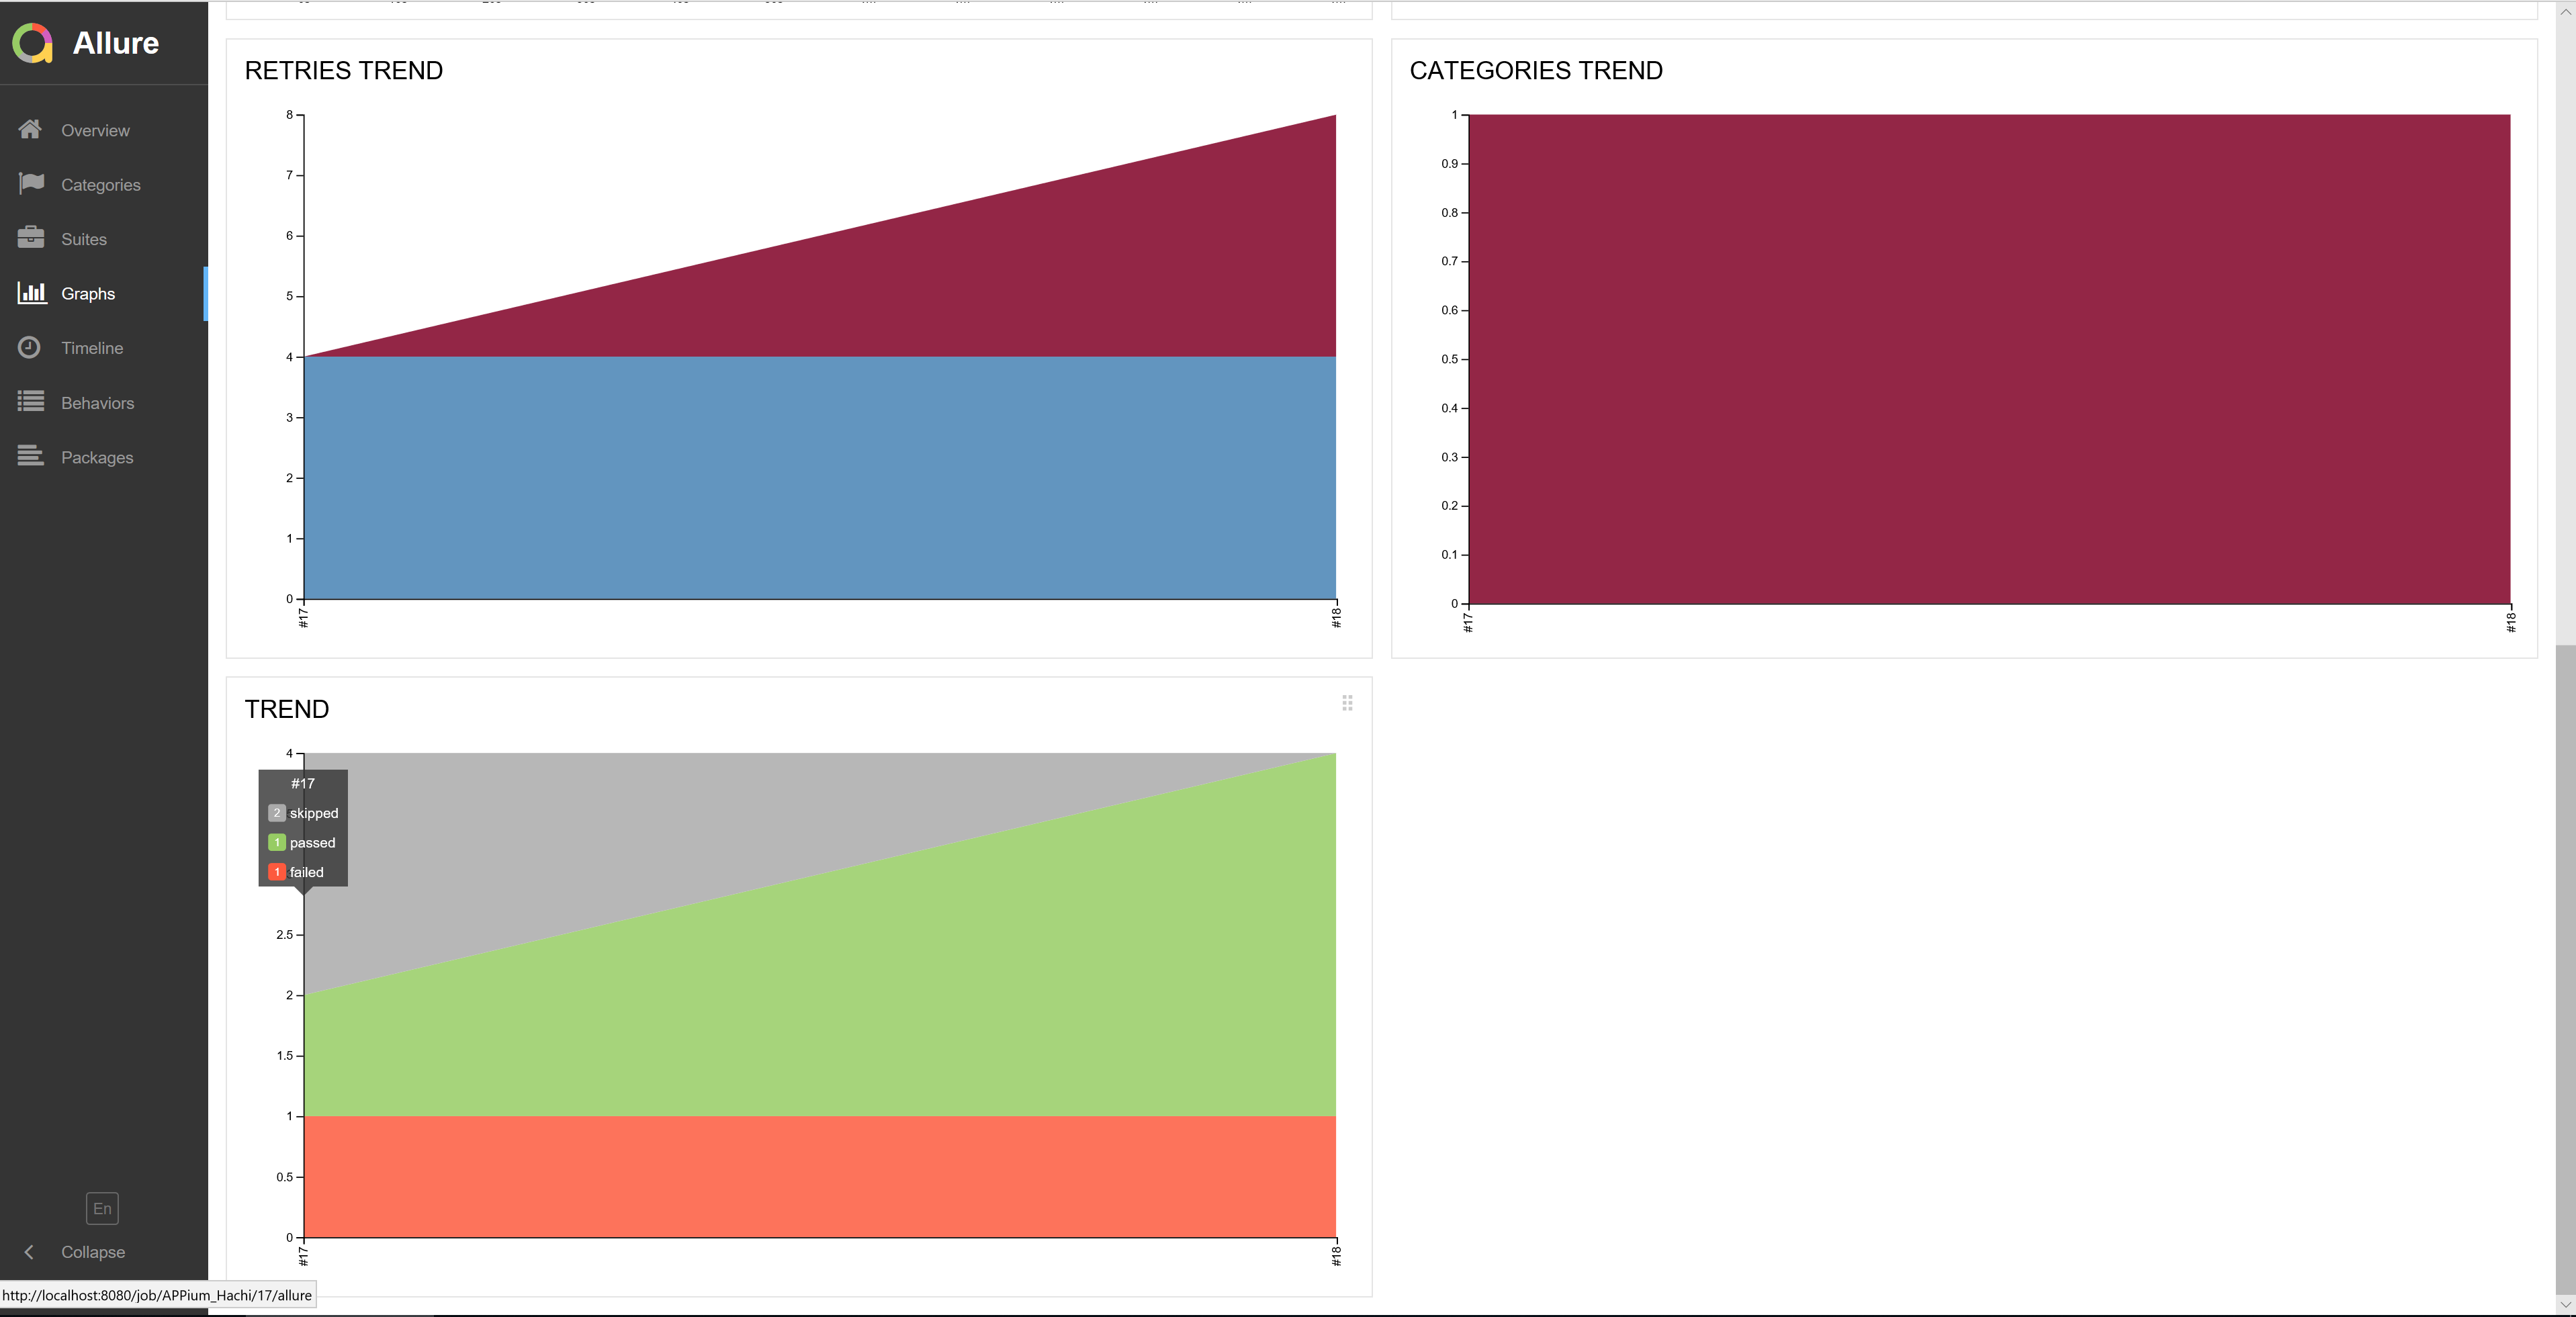 Allure
Overview
Categories
Suites
Graphs
Timeline
Behaviors
Packages
En
Collapse
http://localhost:8080/job/APPium_Hachi/17/allure
RETRIES TREND
8
7
6
5
4
3
2
1
0
#17
#18
CATEGORIES TREND
1
0.9
0.8
0.7
0.6
0.5
0.4
0.3
0.2
0.1
0
#17
#18
TREND
4
#17
2 skipped
1 passed
1 failed
2.5
2
1.5
1
0.5
0
#17
#18